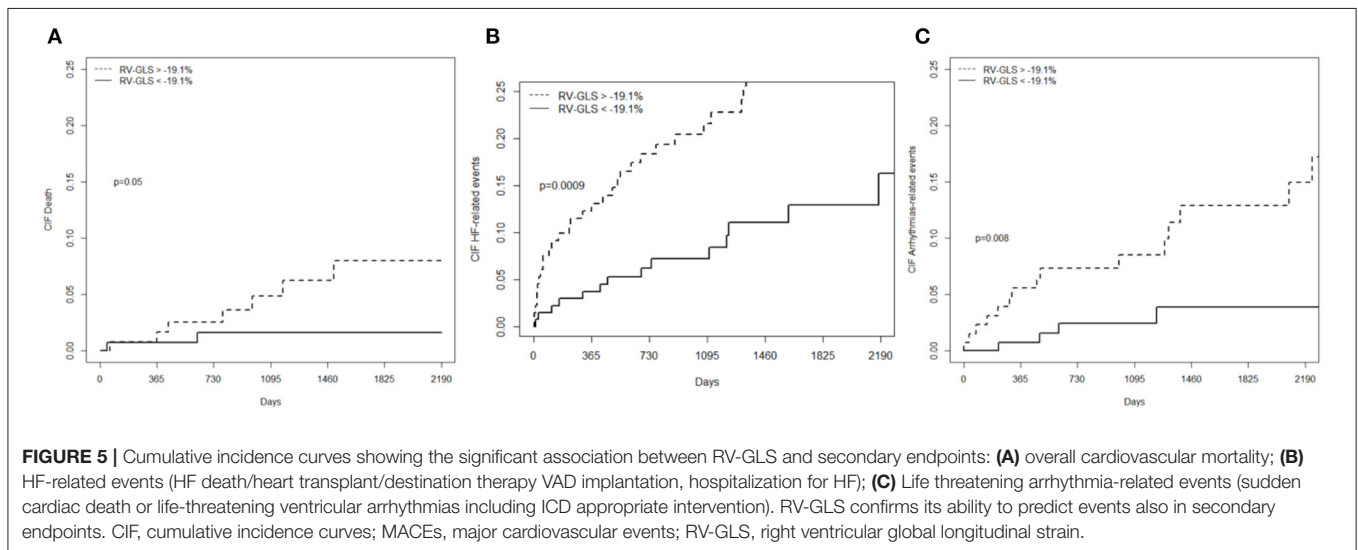 A
0.25
0.20
0.15
0.10
0.05
0.00
CIF Death
RV-GLS > -19.1%
RV-GLS < -19.1%
p=0.05
0 365 730 1095 1460 1825 2190
Days
B
0.25
0.20
0.15
0.10
0.05
0.00
CIF HF-related events
RV-GLS > -19.1%
RV-GLS < -19.1%
p=0.0009
0 365 730 1095 1460 1825 2190
Days
C
0.25
0.20
0.15
0.10
0.05
0.00
CIF Arrhythmias-related events
RV-GLS > -19.1%
RV-GLS < -19.1%
p=0.008
0 365 730 1095 1460 1825 2190
Days
FIGURE 5 | Cumulative incidence curves showing the significant association between RV-GLS and secondary endpoints: (A) overall cardiovascular mortality; (B)
HF-related events (HF death/heart transplant/destination therapy VAD implantation, hospitalization for HF); (C) Life threatening arrhythmia-related events (sudden
cardiac death or life-threatening ventricular arrhythmias including ICD appropriate intervention). RV-GLS confirms its ability to predict events also in secondary
endpoints. CIF, cumulative incidence curves; MACEs, major cardiovascular events; RV-GLS, right ventricular global longitudinal strain.